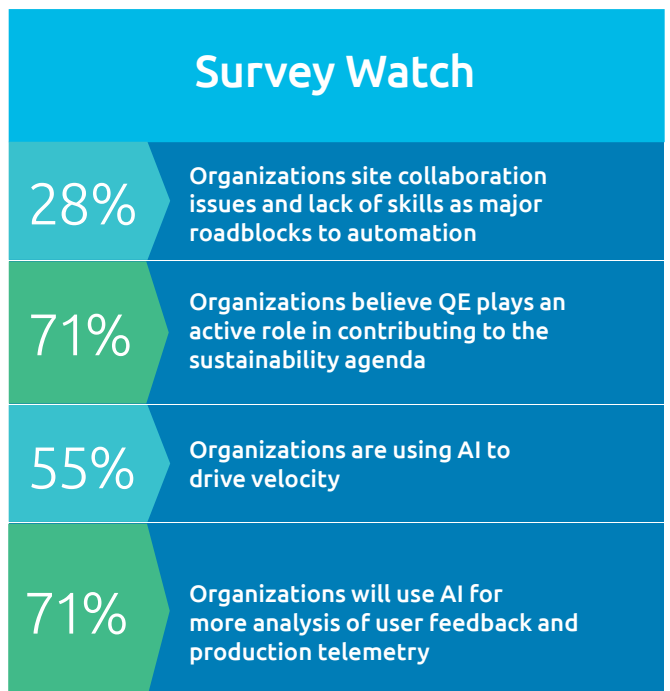 Survey Watch
28%
Organizations site collaboration
issues and lack of skills as major
roadblocks to automation
71%
Organizations believe QE plays an
active role in contributing to the
sustainability agenda
55%
Organizations are using AI to
drive velocity
71%
Organizations will use AI for
more analysis of user feedback and
production telemetry